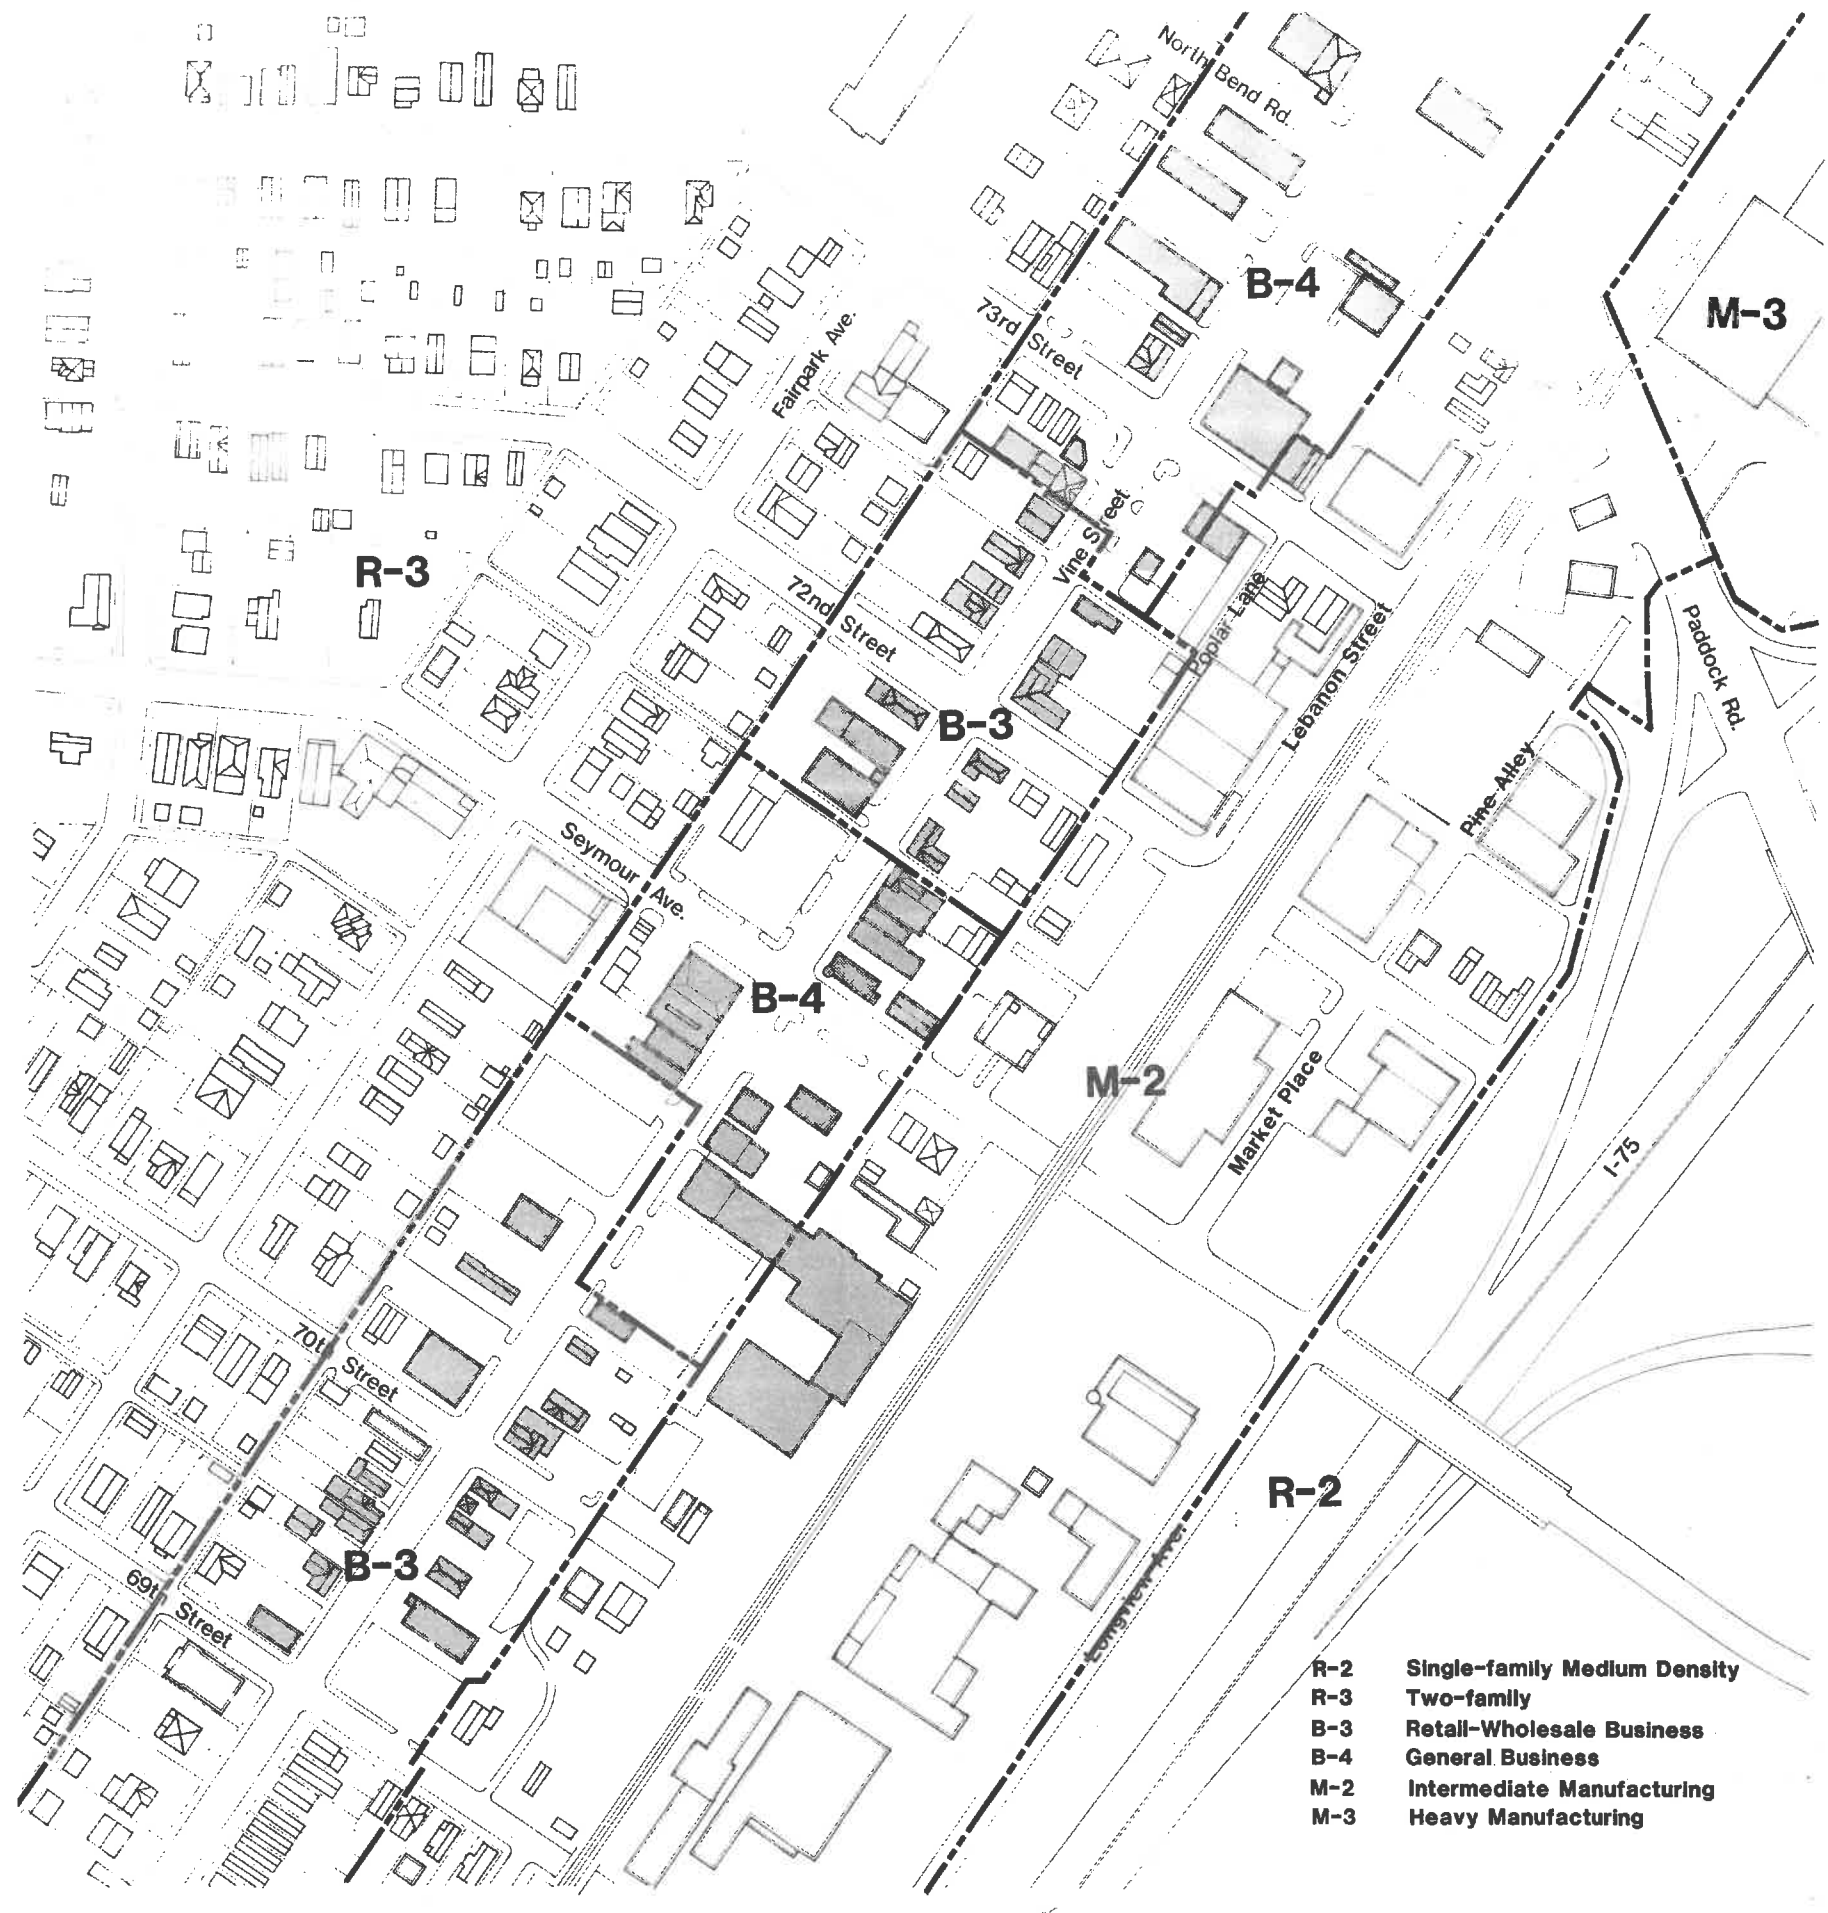 North Bend Rd.
B-4
M-3
73rd Street
Fairpark Ave.
Vine Street
R-3
72nd Street
Poplar Lane
Lebanon Street
Paddock Rd.
B-3
Pine Alley
Seymour Ave.
B-4
M-2
Market Place
I-75
70th Street
R-2
Longview Ave.
B-3
69th Street
R-2 Single-family Medium Density
R-3 Two-family
B-3 Retail-Wholesale Business
B-4 General Business
M-2 Intermediate Manufacturing
M-3 Heavy Manufacturing